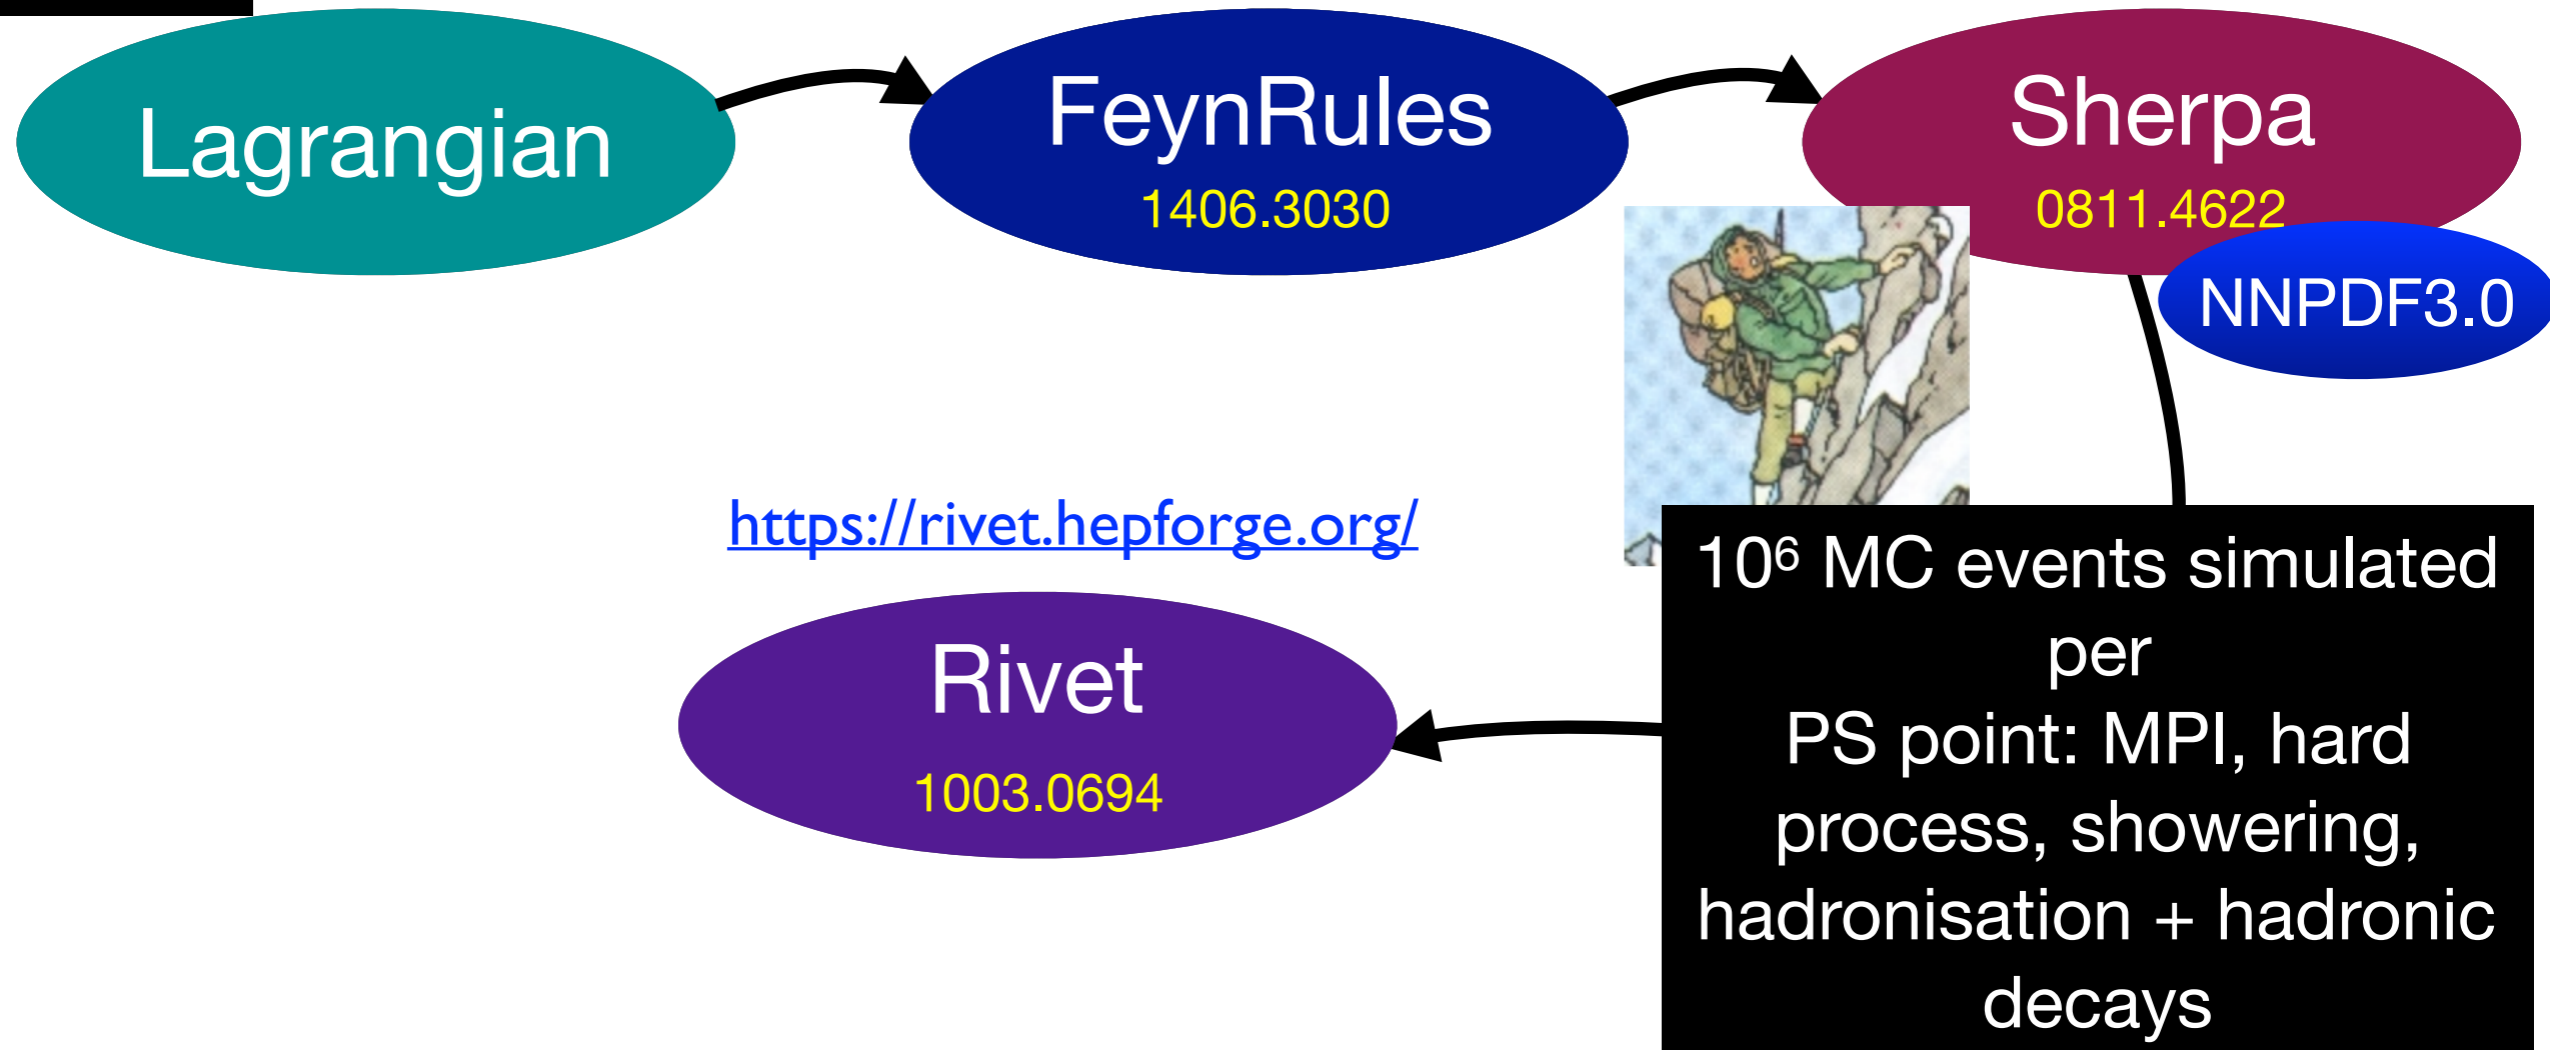 Lagrangian
FeynRules
1406.3030
Sherpa
0811.4622
NNPDF3.0
https://rivet.hepforge.org/
Rivet
1003.0694
10⁶ MC events simulated
per
PS point: MPI, hard
process, showering,
hadronisation + hadronic
decays